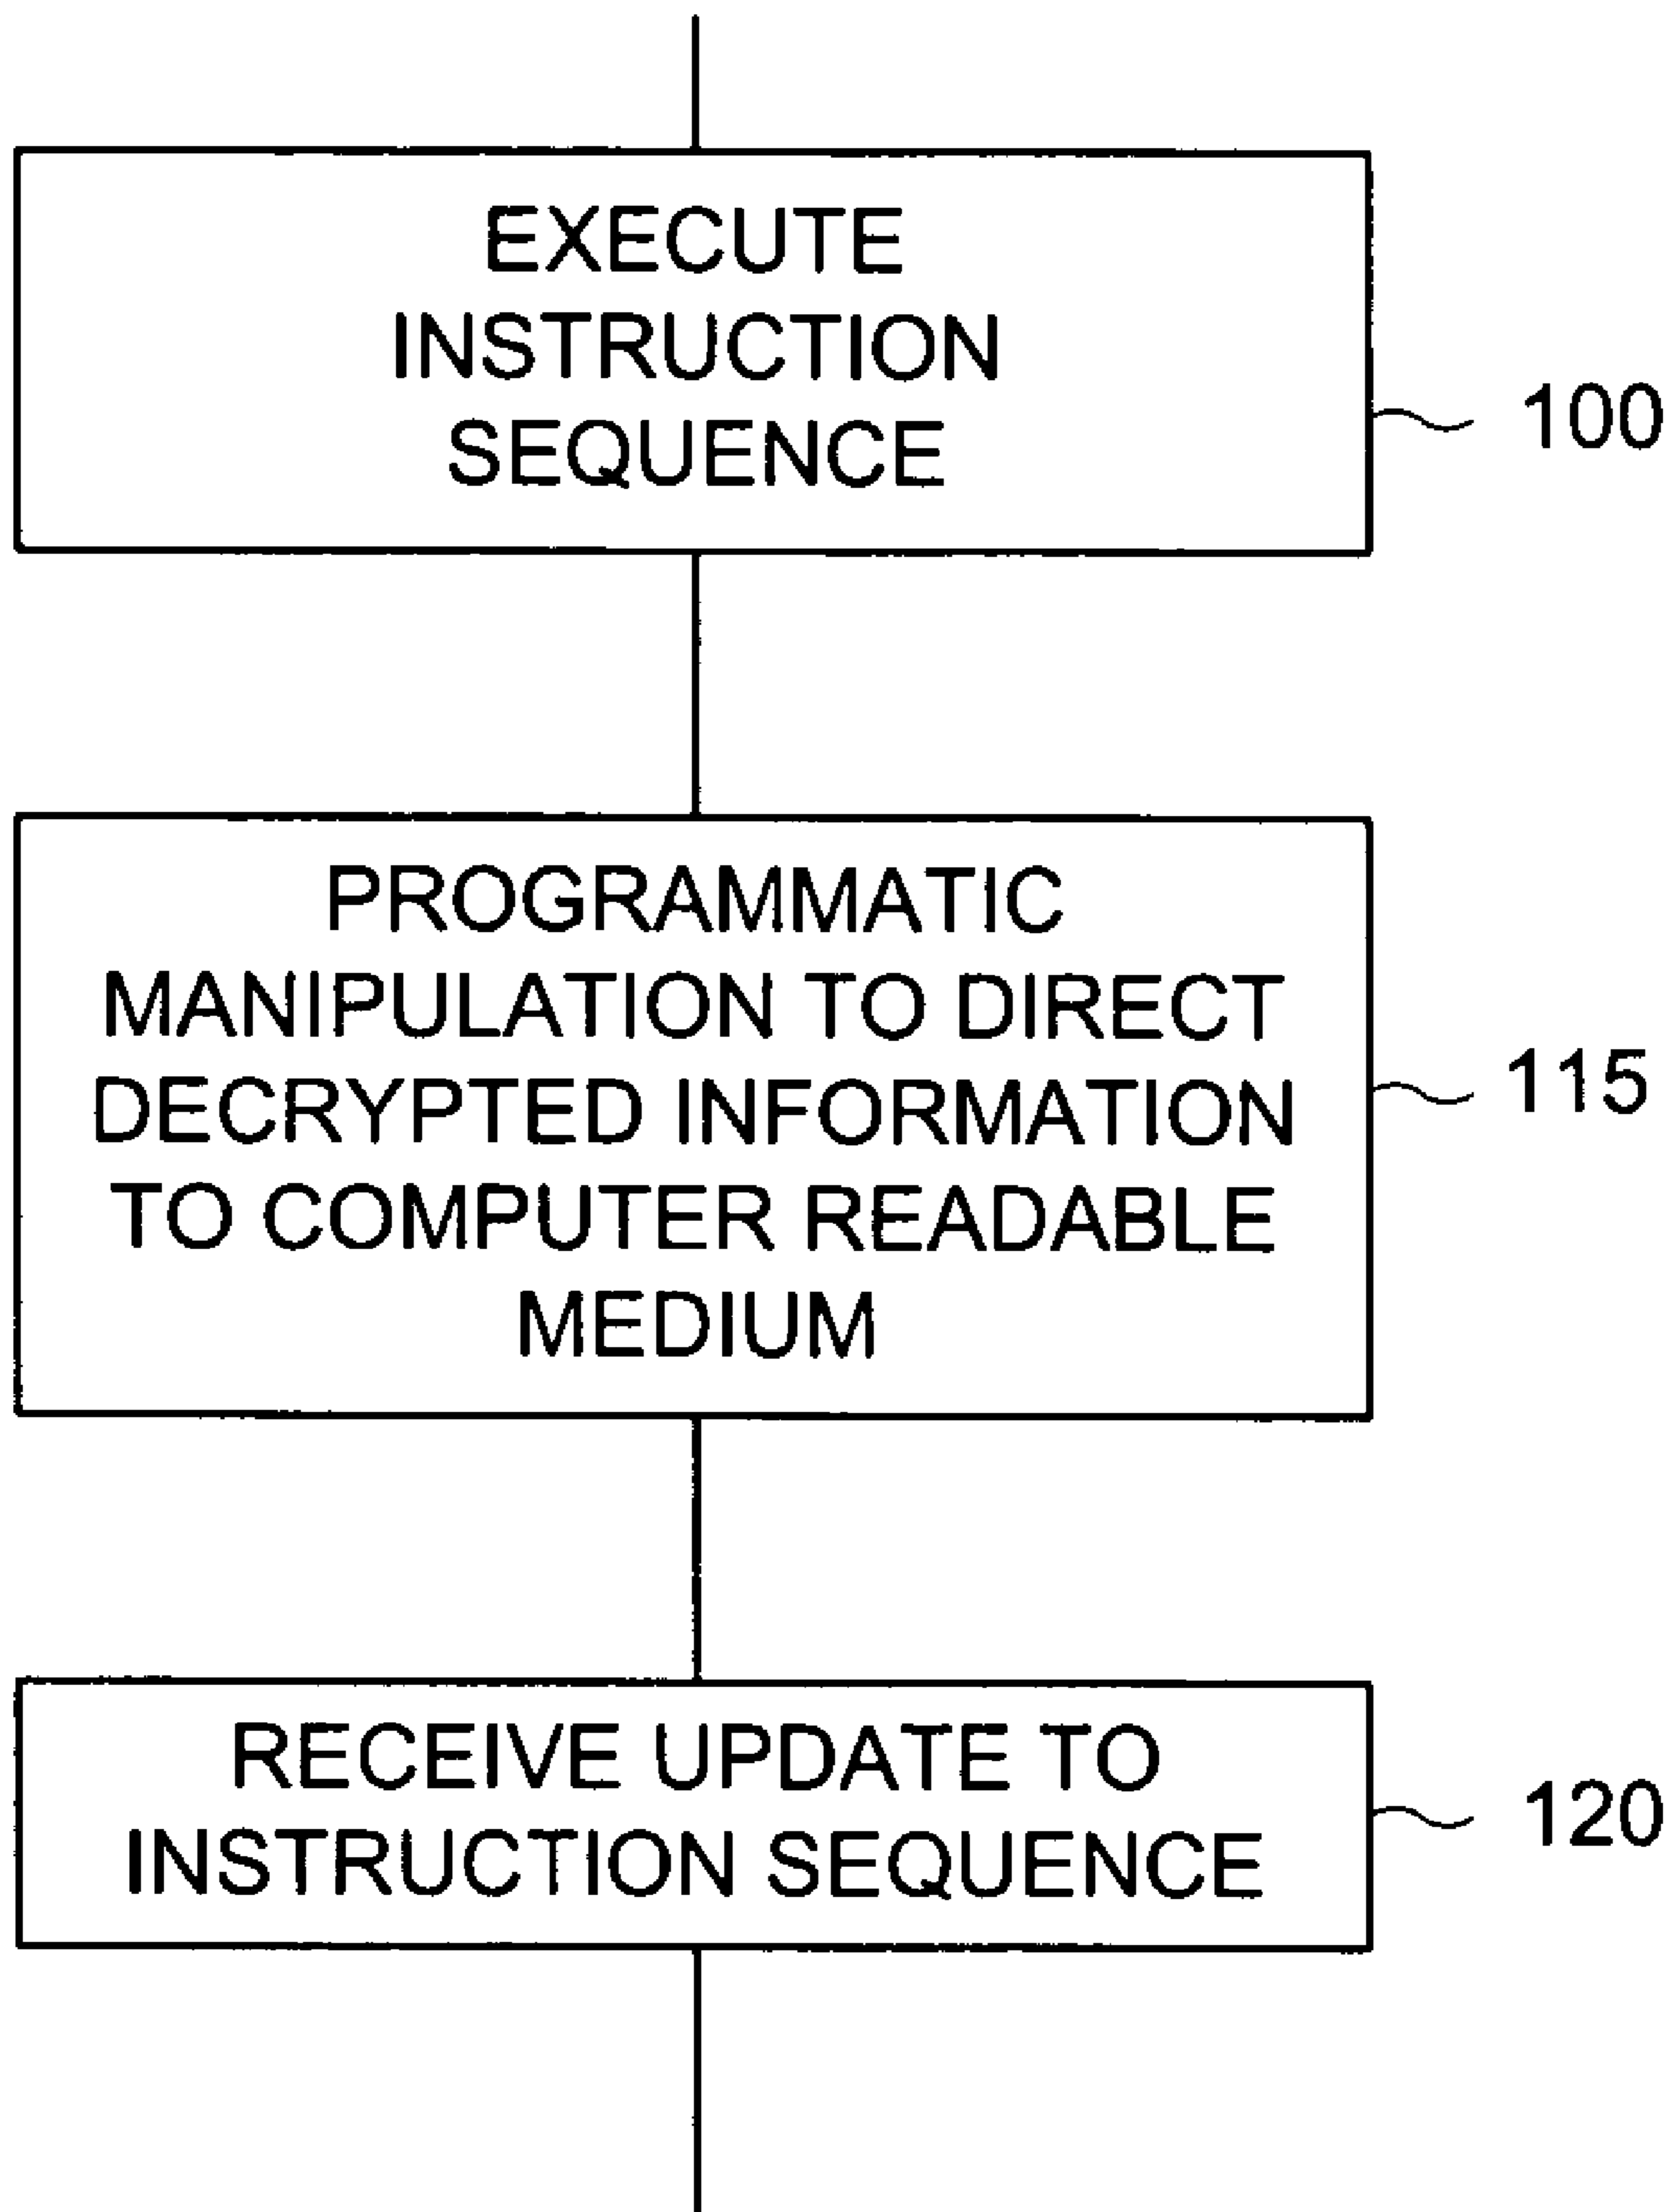 EXECUTE
INSTRUCTION
SEQUENCE
100
PROGRAMMATIC
MANIPULATION TO DIRECT
DECRYPTED INFORMATION
TO COMPUTER READABLE
MEDIUM
115
RECEIVE UPDATE TO
INSTRUCTION SEQUENCE
120